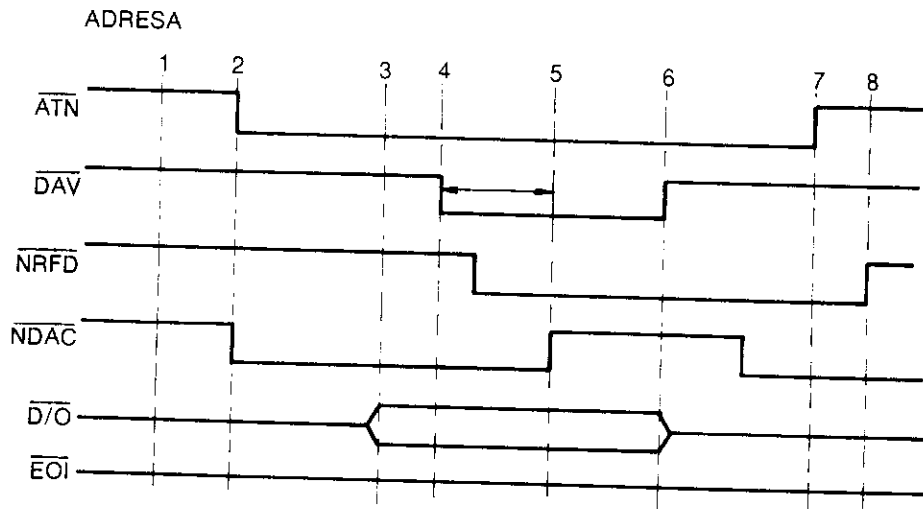 ADRESA
1 2 3 4 5 6 7 8
ATN
DAV
NRFD
NDAC
D/O
EOI